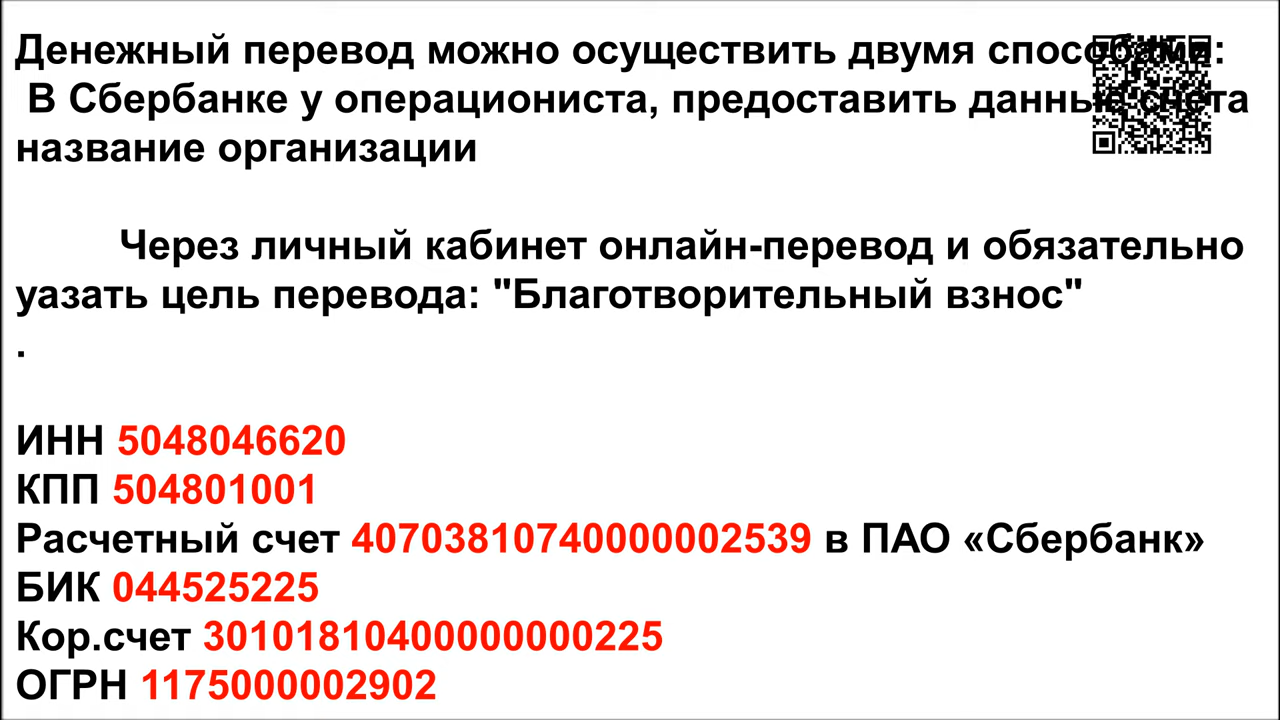 Денежный перевод можно осуществить двумя способами:
В Сбербанке у операциониста, предоставить данные счета
название организации
Через личный кабинет онлайн-перевод и обязательно
уазать цель перевода: "Благотворительный взнос"
.
ИНН 5048046620
КПП 504801001
Расчетный счет 40703810740000002539 в ПАО «Сбербанк»
БИК 044525225
Кор.счет 30101810400000000225
ОГРН 1175000002902